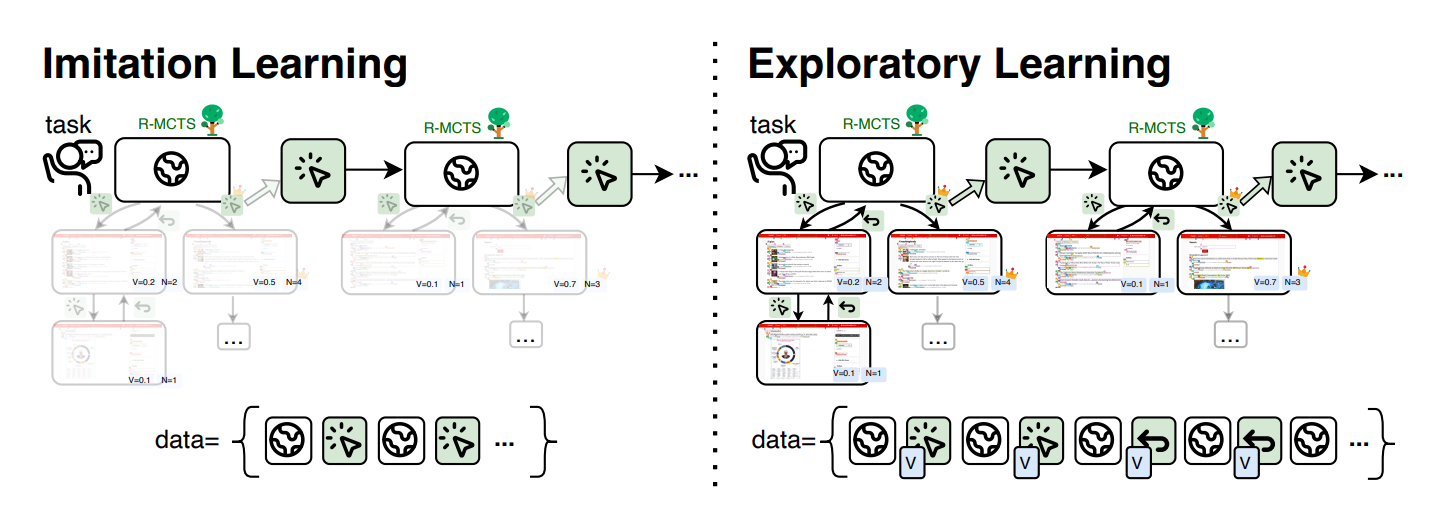 Imitation Learning
task
R-MCTS
R-MCTS
...
V=0.2 N=2
V=0.5 N=4
V=0.1 N=1
V=0.7 N=3
...
...
V=0.1 N=1
data=
...
Exploratory Learning
task
R-MCTS
R-MCTS
...
V=0.2 N=2
V=0.5 N=4
V=0.1 N=1
V=0.7 N=3
...
...
V=0.1 N=1
data=
...
V
V
V
V